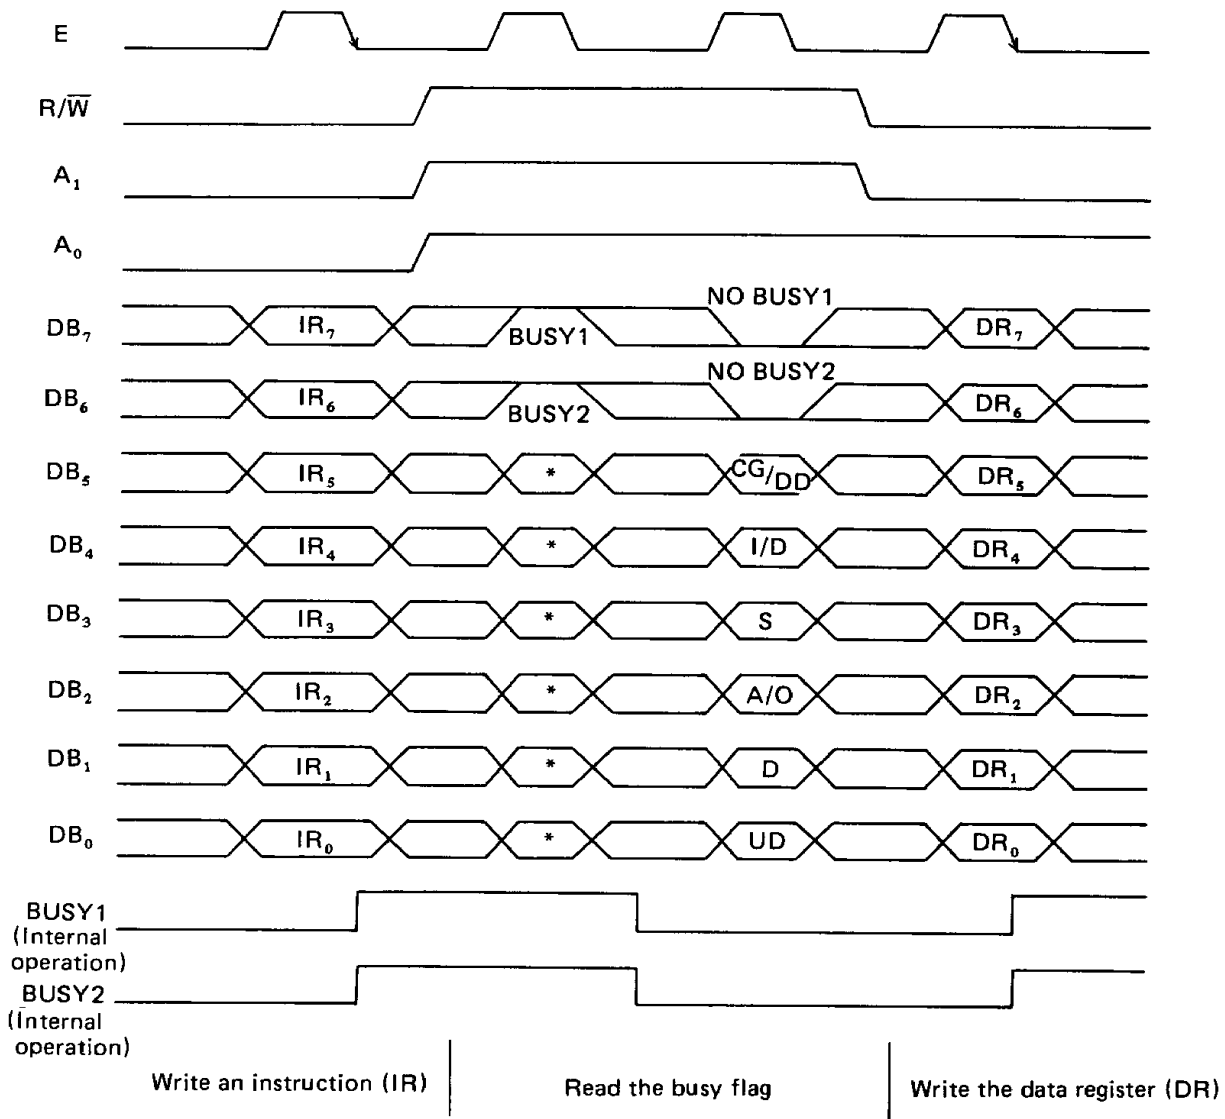 E
R/W̅
A₁
A₀
NO BUSY1
DB₇ IR₇ BUSY1 DR₇
NO BUSY2
DB₆ IR₆ BUSY2 DR₆
DB₅ IR₅ * CG/DD DR₅
DB₄ IR₄ * I/D DR₄
DB₃ IR₃ * S DR₃
DB₂ IR₂ * A/O DR₂
DB₁ IR₁ * D DR₁
DB₀ IR₀ * UD DR₀
BUSY1
(Internal
operation)
BUSY2
(Internal
operation)
Write an instruction (IR) Read the busy flag Write the data register (DR)